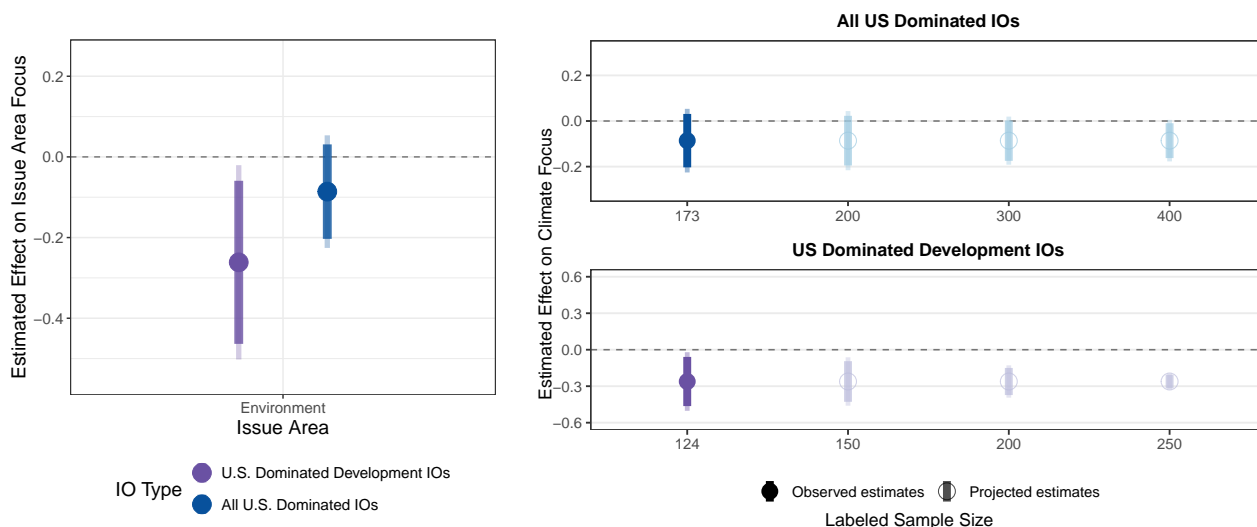 Estimated Effect on Issue Area Focus
0.2
0.0
−0.2
−0.4
Environment
Issue Area
IO Type
U.S. Dominated Development IOs
All U.S. Dominated IOs
Estimated Effect on Climate Focus
All US Dominated IOs
0.2
0.0
−0.2
173 200 300 400
US Dominated Development IOs
0.6
0.3
0.0
−0.3
−0.6
124 150 200 250
Observed estimates Projected estimates
Labeled Sample Size